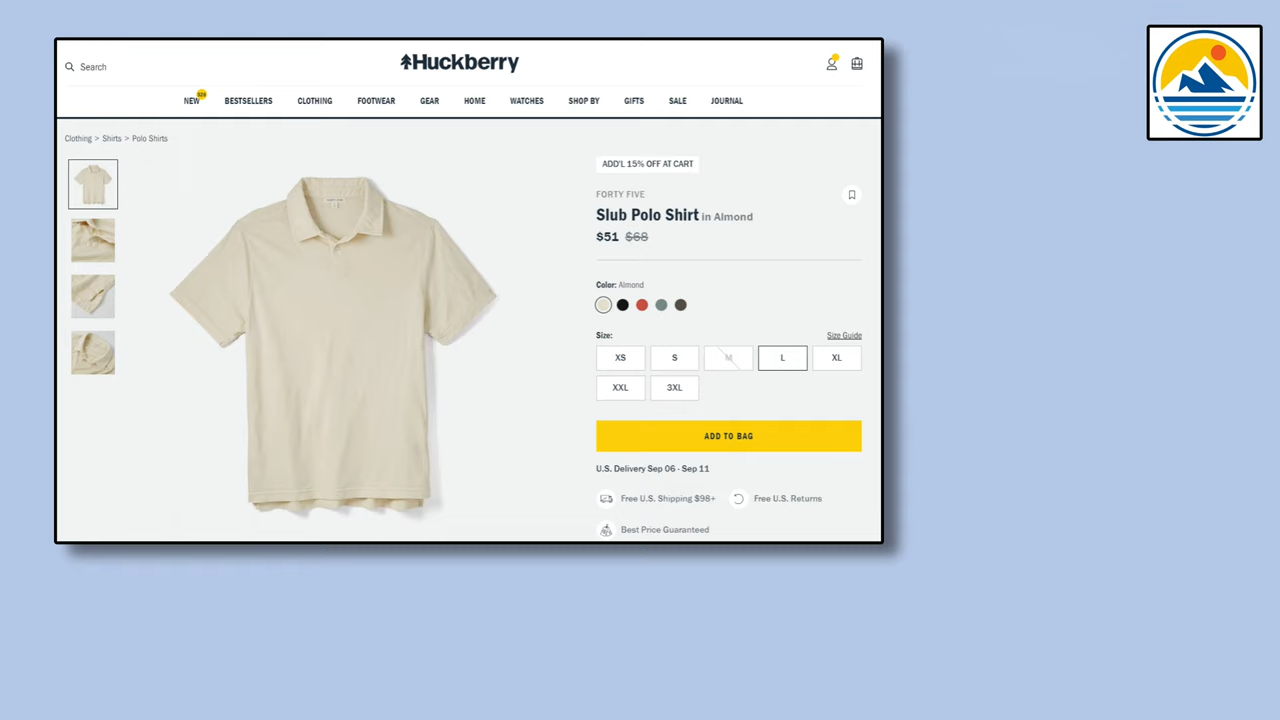 Search
Huckberry
NEW
BESTSELLERS
CLOTHING
FOOTWEAR
GEAR
HOME
WATCHES
SHOP BY
GIFTS
SALE
JOURNAL
Clothing > Shirts > Polo Shirts
ADD'L 15% OFF AT CART
FORTY FIVE
Slub Polo Shirt in Almond
$51 $68
Color: Almond
Size:
Size Guide
XS
S
M
L
XL
XXL
3XL
ADD TO BAG
U.S. Delivery Sep 06 - Sep 11
Free U.S. Shipping $98+
Free U.S. Returns
Best Price Guaranteed